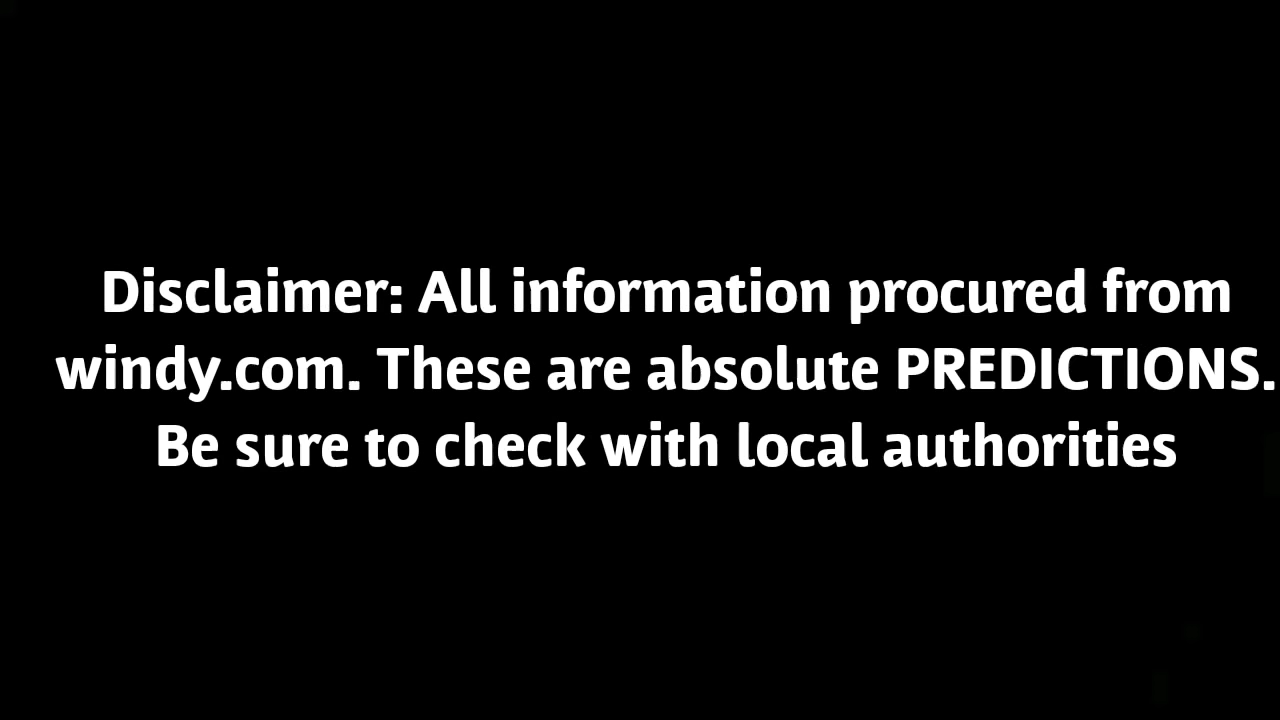 Disclaimer: All information procured from
windy.com. These are absolute PREDICTIONS.
Be sure to check with local authorities